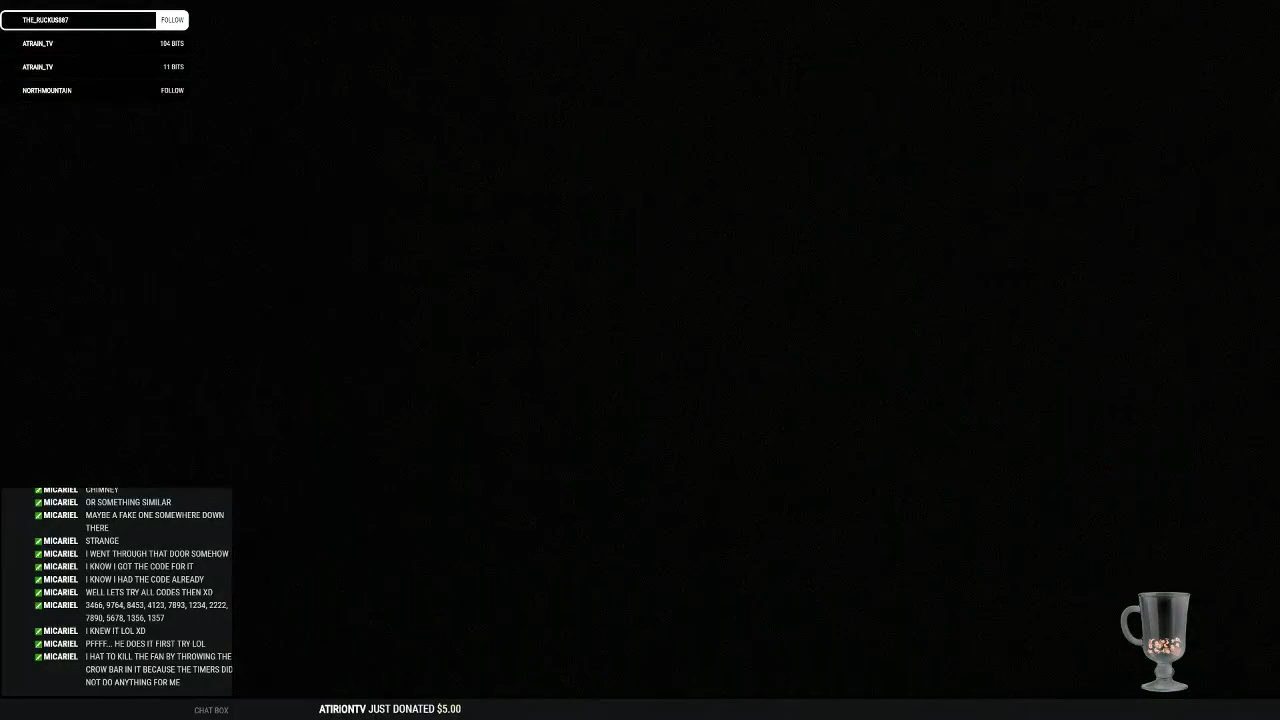 THE_RUCKUS887 FOLLOW
ATRAIN_TV 104 BITS
ATRAIN_TV 11 BITS
NORTHMOUNTAIN FOLLOW
MICARIEL CHIMNEY
MICARIEL OR SOMETHING SIMILAR
MICARIEL MAYBE A FAKE ONE SOMEWHERE DOWN
THERE
MICARIEL STRANGE
MICARIEL I WENT THROUGH THAT DOOR SOMEHOW
MICARIEL I KNOW I GOT THE CODE FOR IT
MICARIEL I KNOW I HAD THE CODE ALREADY
MICARIEL WELL LETS TRY ALL CODES THEN XD
MICARIEL 3466, 9764, 8453, 4123, 7893, 1234, 2222,
7890, 5678, 1356, 1357
MICARIEL I KNEW IT LOL XD
MICARIEL PFFFF... HE DOES IT FIRST TRY LOL
MICARIEL I HAT TO KILL THE FAN BY THROWING THE
CROW BAR IN IT BECAUSE THE TIMERS DID
NOT DO ANYTHING FOR ME
CHAT BOX
ATIRIONTV JUST DONATED $5.00